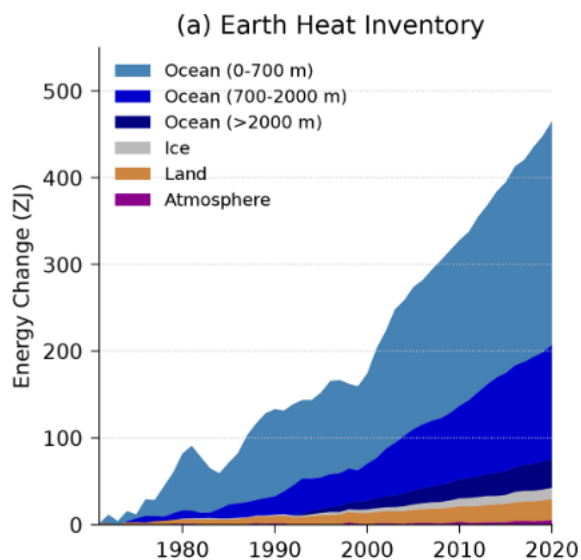 (a) Earth Heat Inventory
Ocean (0-700 m)
Ocean (700-2000 m)
Ocean (>2000 m)
Ice
Land
Atmosphere
Energy Change (ZJ)
500
400
300
200
100
0
1980 1990 2000 2010 2020